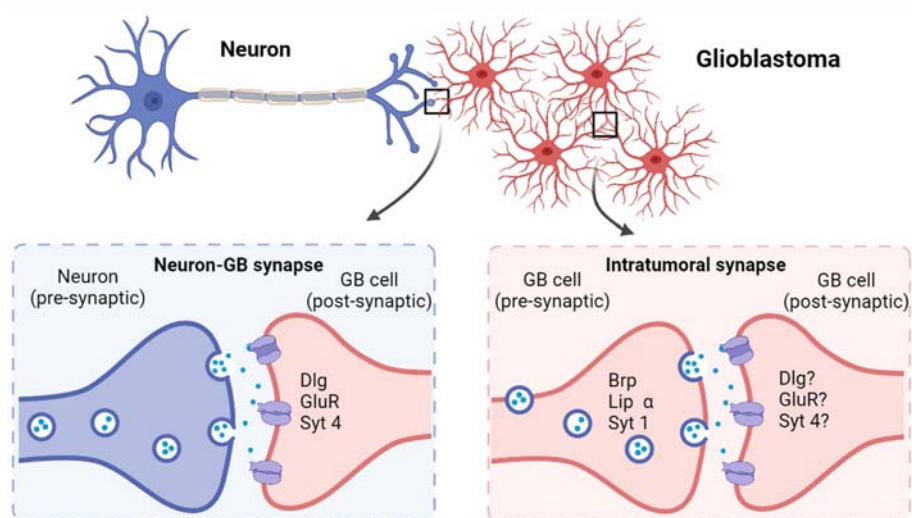 Neuron
Glioblastoma
Neuron-GB synapse
Neuron
(pre-synaptic)
GB cell
(post-synaptic)
Dlg
GluR
Syt 4
Intratumoral synapse
GB cell
(pre-synaptic)
GB cell
(post-synaptic)
Brp
Lip α
Syt 1
Dlg?
GluR?
Syt 4?